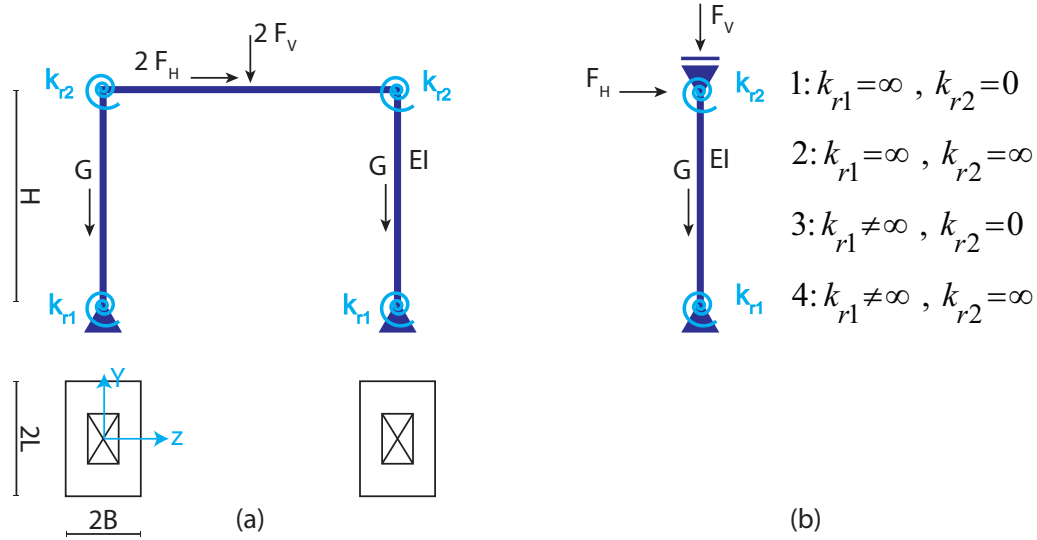 2 F_V
F_V
2 F_H
k_r2
k_r2
F_H
k_r2
1: k_r1 = ∞ , k_r2 = 0
G
G
EI
G
EI
2: k_r1 = ∞ , k_r2 = ∞
H
3: k_r1 ≠ ∞ , k_r2 = 0
k_r1
k_r1
k_r1
4: k_r1 ≠ ∞ , k_r2 = ∞
Y
z
2L
2B
(a)
(b)